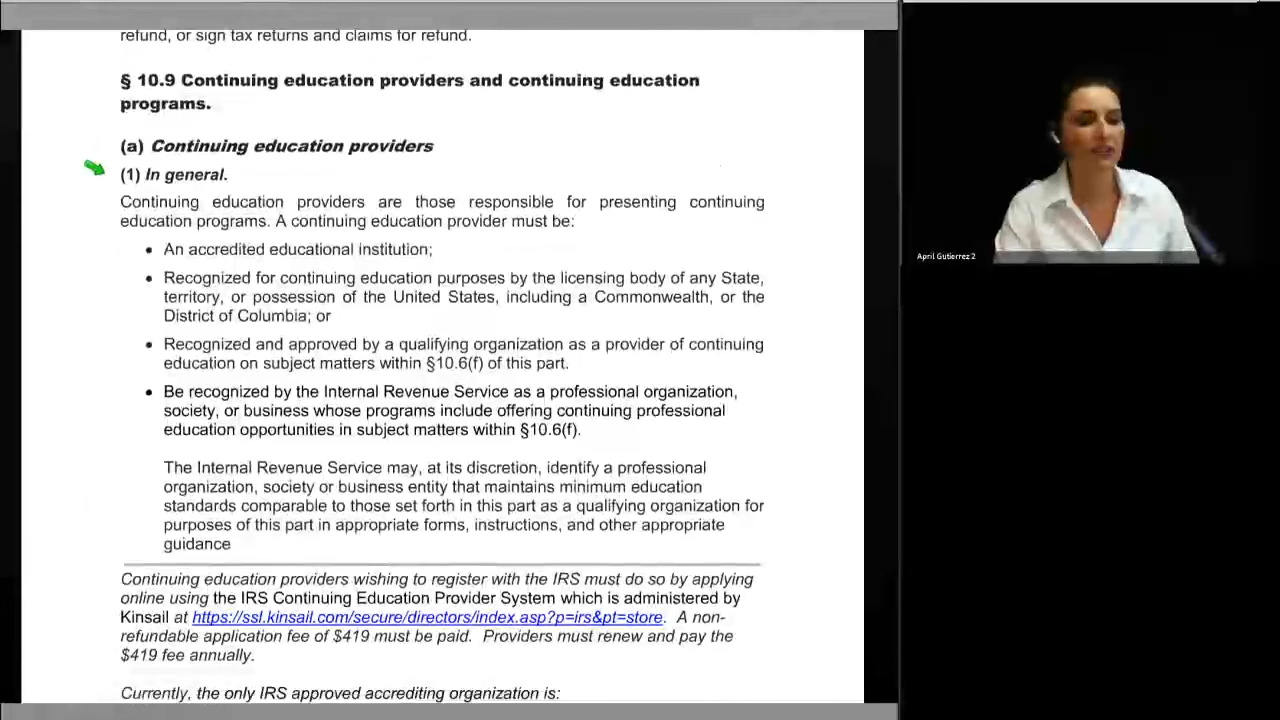 refund, or sign tax returns and claims for refund.
§ 10.9 Continuing education providers and continuing education
programs.
(a) Continuing education providers
(1) In general.
Continuing education providers are those responsible for presenting continuing
education programs. A continuing education provider must be:
• An accredited educational institution;
• Recognized for continuing education purposes by the licensing body of any State,
territory, or possession of the United States, including a Commonwealth, or the
District of Columbia; or
• Recognized and approved by a qualifying organization as a provider of continuing
education on subject matters within §10.6(f) of this part.
• Be recognized by the Internal Revenue Service as a professional organization,
society, or business whose programs include offering continuing professional
education opportunities in subject matters within §10.6(f).
The Internal Revenue Service may, at its discretion, identify a professional
organization, society or business entity that maintains minimum education
standards comparable to those set forth in this part as a qualifying organization for
purposes of this part in appropriate forms, instructions, and other appropriate
guidance
Continuing education providers wishing to register with the IRS must do so by applying
online using the IRS Continuing Education Provider System which is administered by
Kinsail at https://ssl.kinsail.com/secure/directors/index.asp?p=irs&pt=store. A non-
refundable application fee of $419 must be paid. Providers must renew and pay the
$419 fee annually.
Currently, the only IRS approved accrediting organization is:
April Gutierrez 2